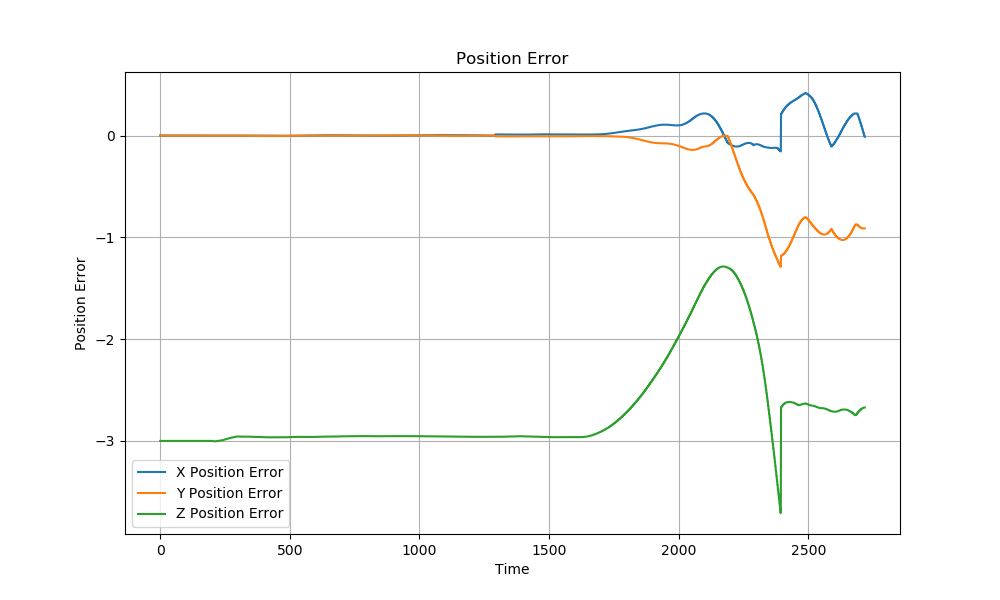 Position Error
0
−1
−2
−3
Position Error
X Position Error
Y Position Error
Z Position Error
0
500
1000
1500
2000
2500
Time